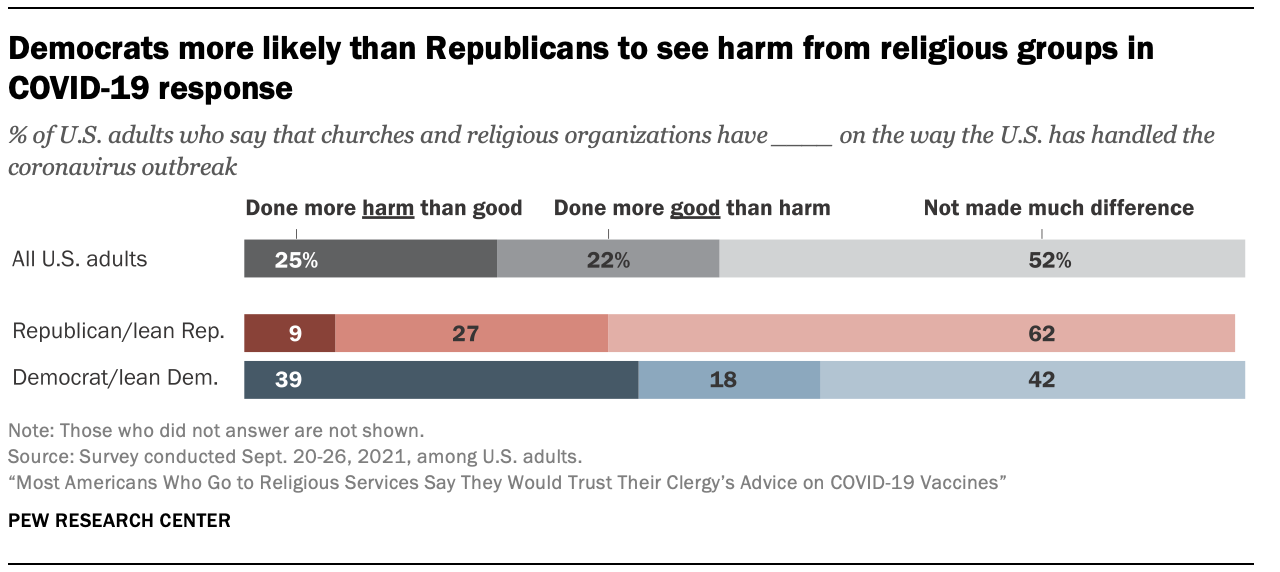 Democrats more likely than Republicans to see harm from religious groups in
COVID-19 response
% of U.S. adults who say that churches and religious organizations have ____ on the way the U.S. has handled the
coronavirus outbreak
Done more harm than good Done more good than harm Not made much difference
All U.S. adults 25% 22% 52%
Republican/lean Rep. 9 27 62
Democrat/lean Dem. 39 18 42
Note: Those who did not answer are not shown.
Source: Survey conducted Sept. 20-26, 2021, among U.S. adults.
“Most Americans Who Go to Religious Services Say They Would Trust Their Clergy’s Advice on COVID-19 Vaccines”
PEW RESEARCH CENTER